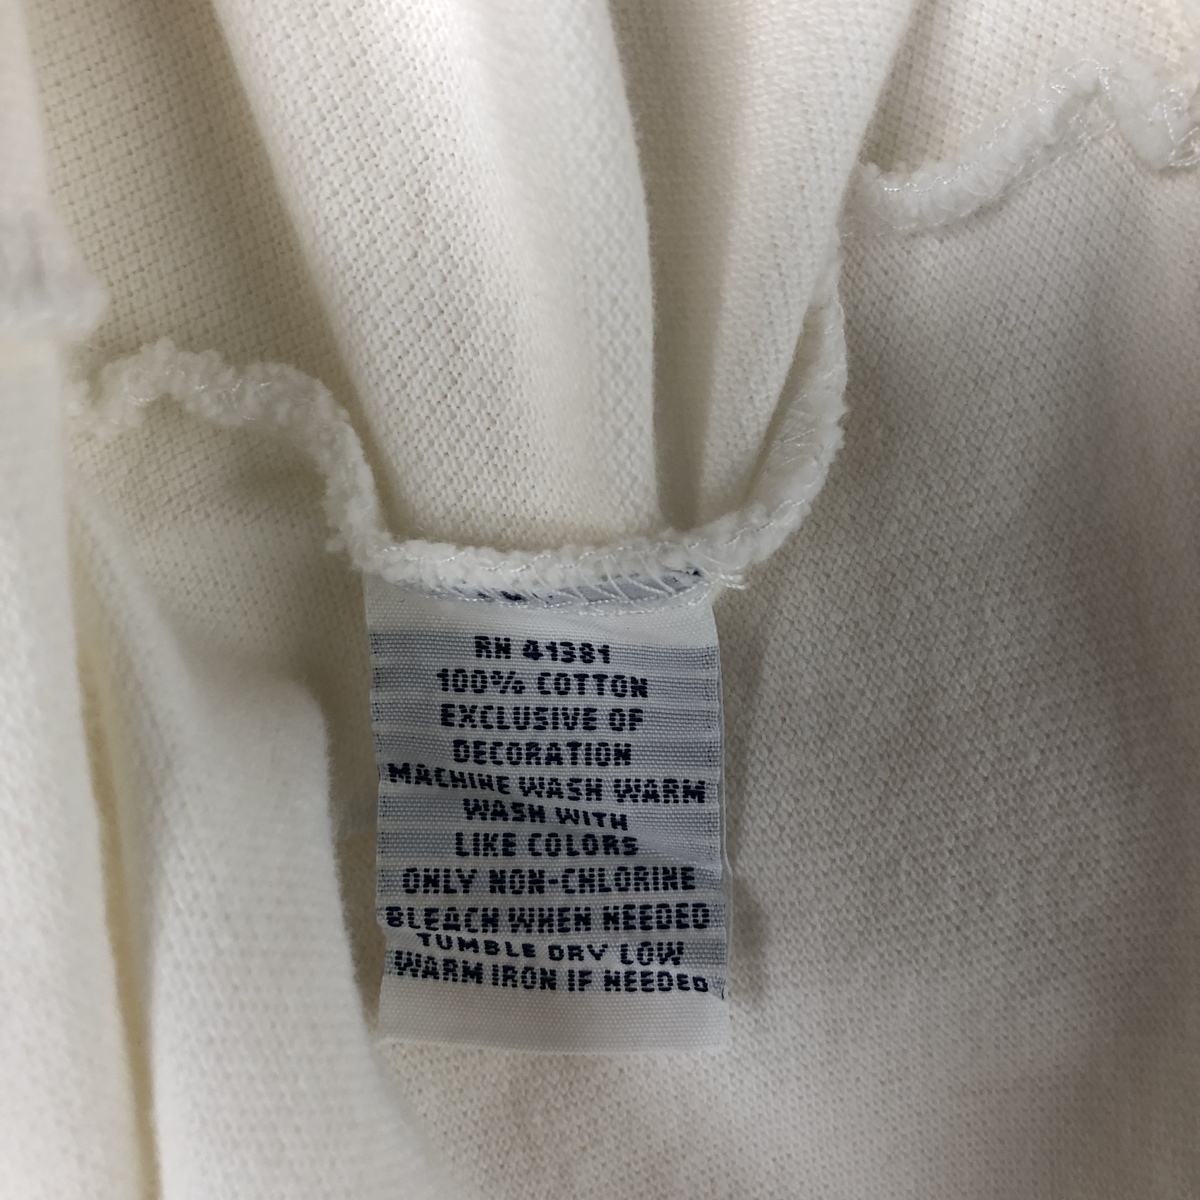 RN 41381
100% COTTON
EXCLUSIVE OF
DECORATION
MACHINE WASH WARM
WASH WITH
LIKE COLORS
ONLY NON-CHLORINE
BLEACH WHEN NEEDED
TUMBLE DRY LOW
WARM IRON IF NEEDED